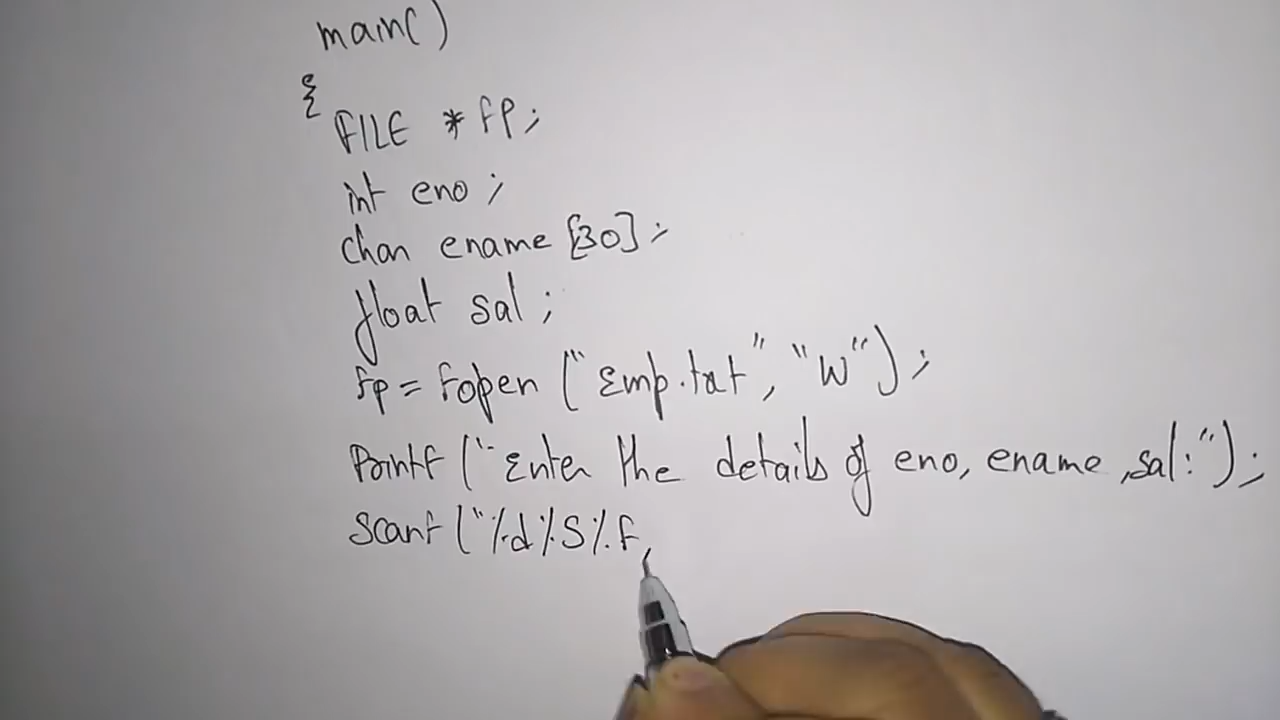 main()
{
FILE * fp;
int eno;
char ename [30];
float sal;
fp = fopen ("Emp.tat", "w");
Printf ("Enter the details of eno, ename, sal:");
Scanf ("%d%s%f,